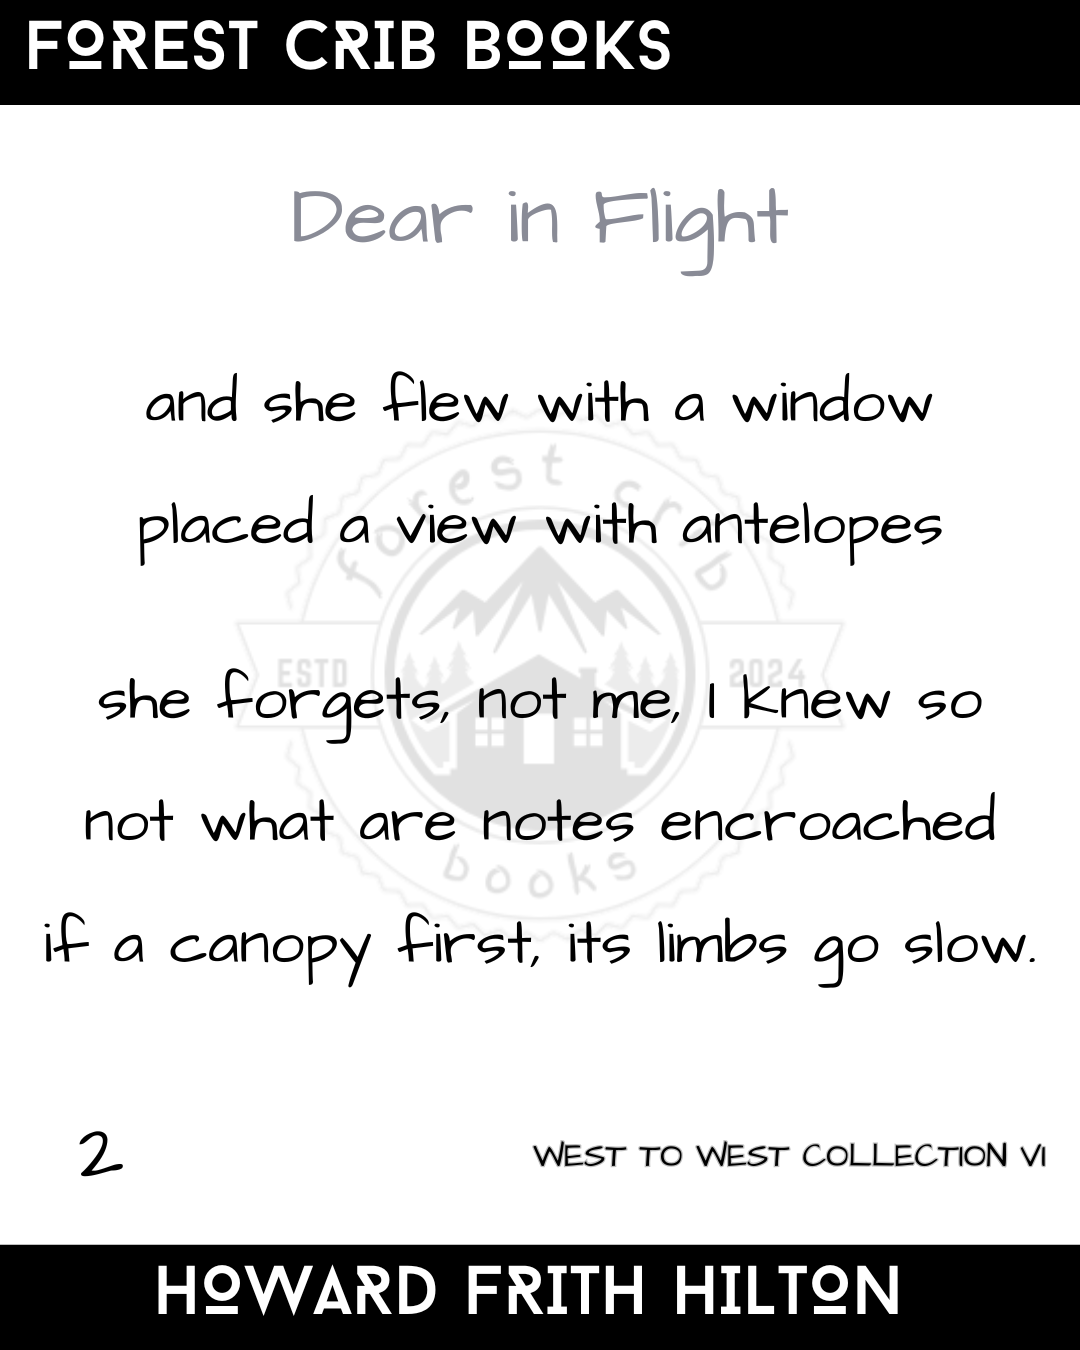 FOREST CRIB BOOKS
Dear in Flight
and she flew with a window
placed a view with antelopes
she forgets, not me, I knew so
not what are notes encroached
if a canopy first, its limbs go slow.
forest crib
ESTD 2024
books
2
WEST TO WEST COLLECTION VI
HOWARD FRITH HILTON